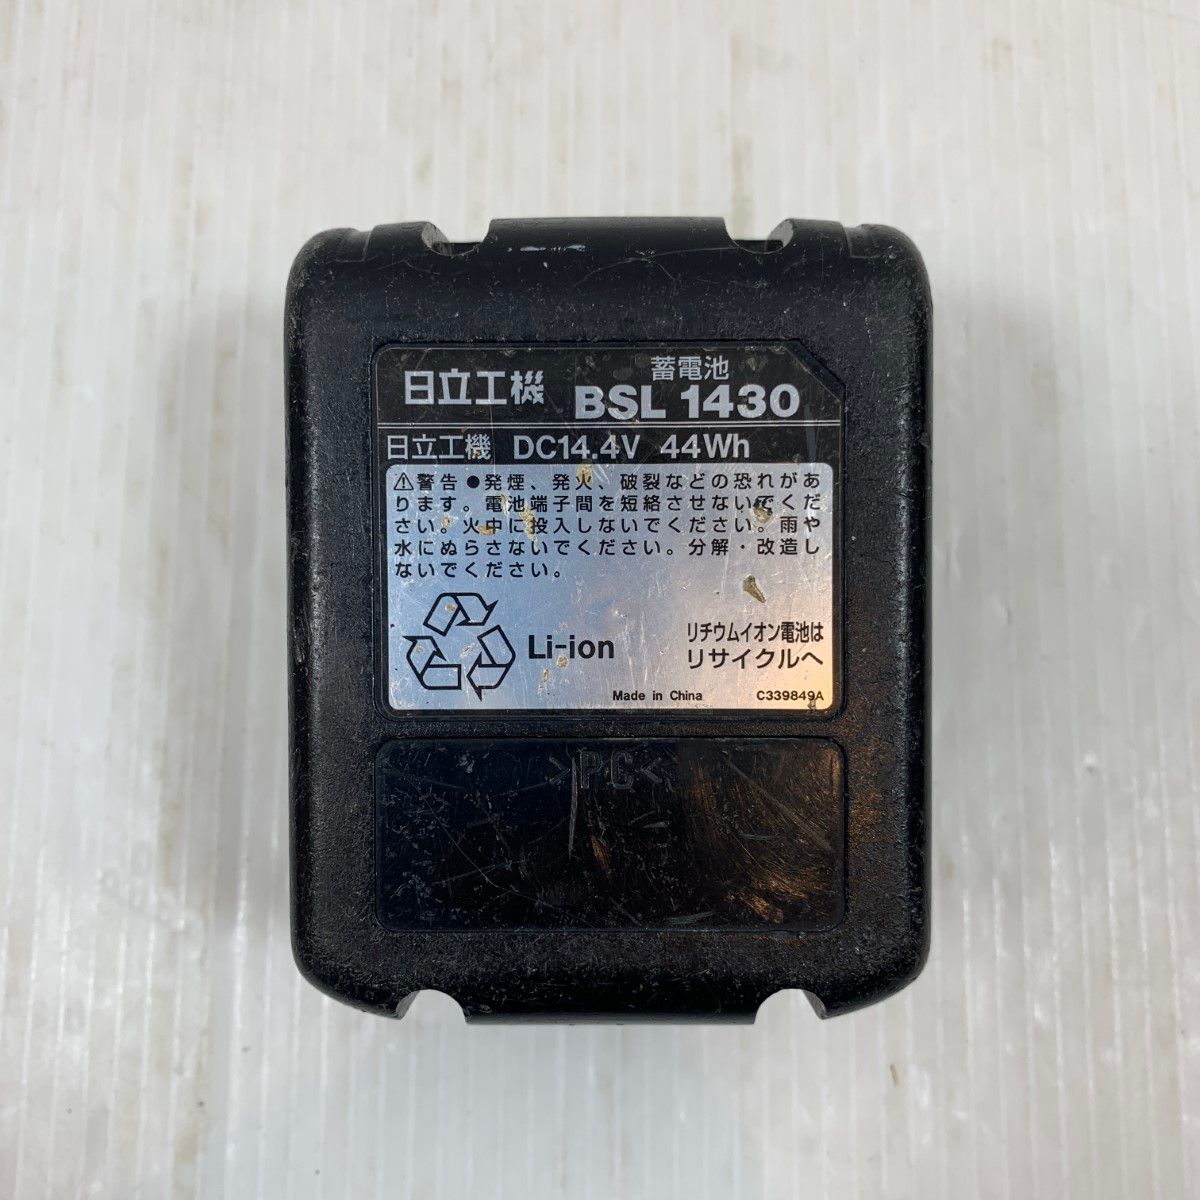 日立工機 蓄電池
BSL 1430
日立工機 DC14.4V 44Wh
⚠警告 ●発煙、発火、破裂などの恐れがあ
ります。電池端子間を短絡させないでくだ
さい。火中に投入しないでください。雨や
水にぬらさないでください。分解・改造し
ないでください。
Li-ion
リチウムイオン電池は
リサイクルへ
Made in China C339849A
>PC<